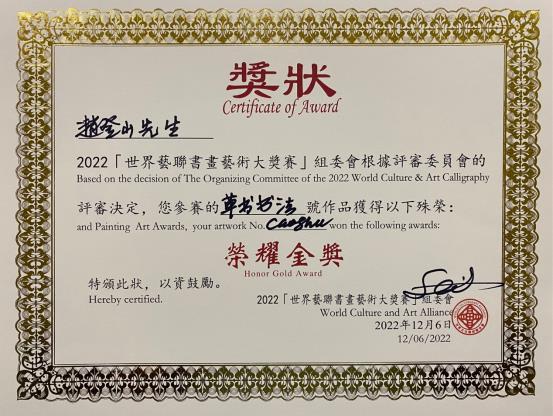 獎狀
Certificate of Award
趙登山先生
2022「世界藝聯書畫藝術大獎賽」組委會根據評審委員會的
Based on the decision of The Organizing Committee of the 2022 World Culture & Art Calligraphy
評審決定，您參賽的草书书法號作品獲得以下殊榮：
and Painting Art Awards, your artwork No. Caoshu won the following awards:
榮耀金獎
Honor Gold Award
特頒此狀，以資鼓勵。
Hereby certified.
2022「世界藝聯書畫藝術大獎賽」組委會
World Culture and Art Alliance
2022年12月6日
12/06/2022